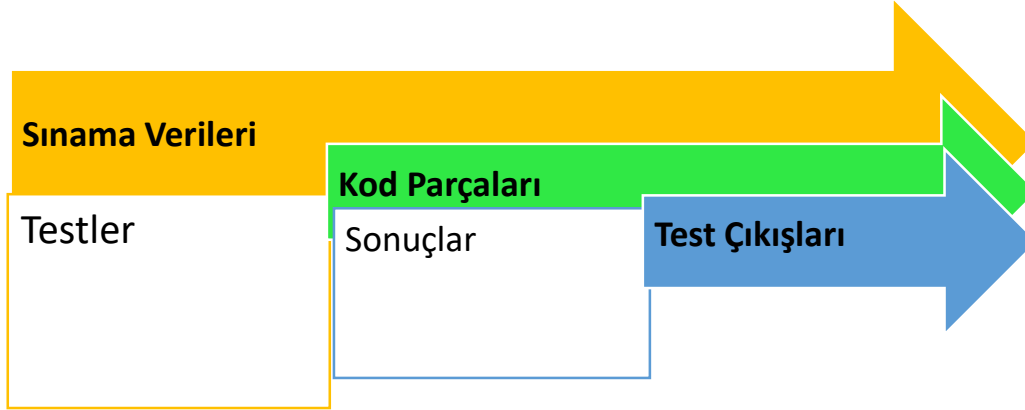 Sınama Verileri
Testler
Kod Parçaları
Sonuçlar
Test Çıkışları